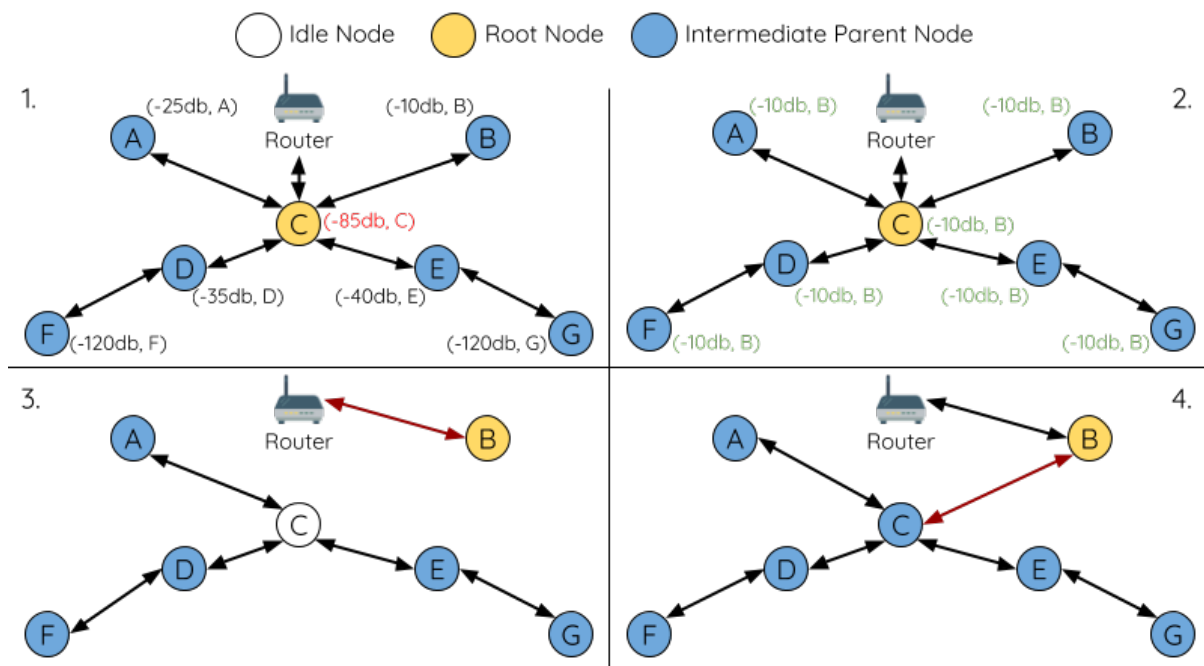 Idle Node
Root Node
Intermediate Parent Node
1.
(-25db, A)
(-10db, B)
A
Router
B
C
(-85db, C)
D
E
(-35db, D)
(-40db, E)
F
(-120db, F)
(-120db, G)
G
2.
(-10db, B)
(-10db, B)
A
Router
B
C
(-10db, B)
D
E
(-10db, B)
(-10db, B)
F
(-10db, B)
(-10db, B)
G
3.
A
Router
B
C
D
E
F
G
4.
A
Router
B
C
D
E
F
G